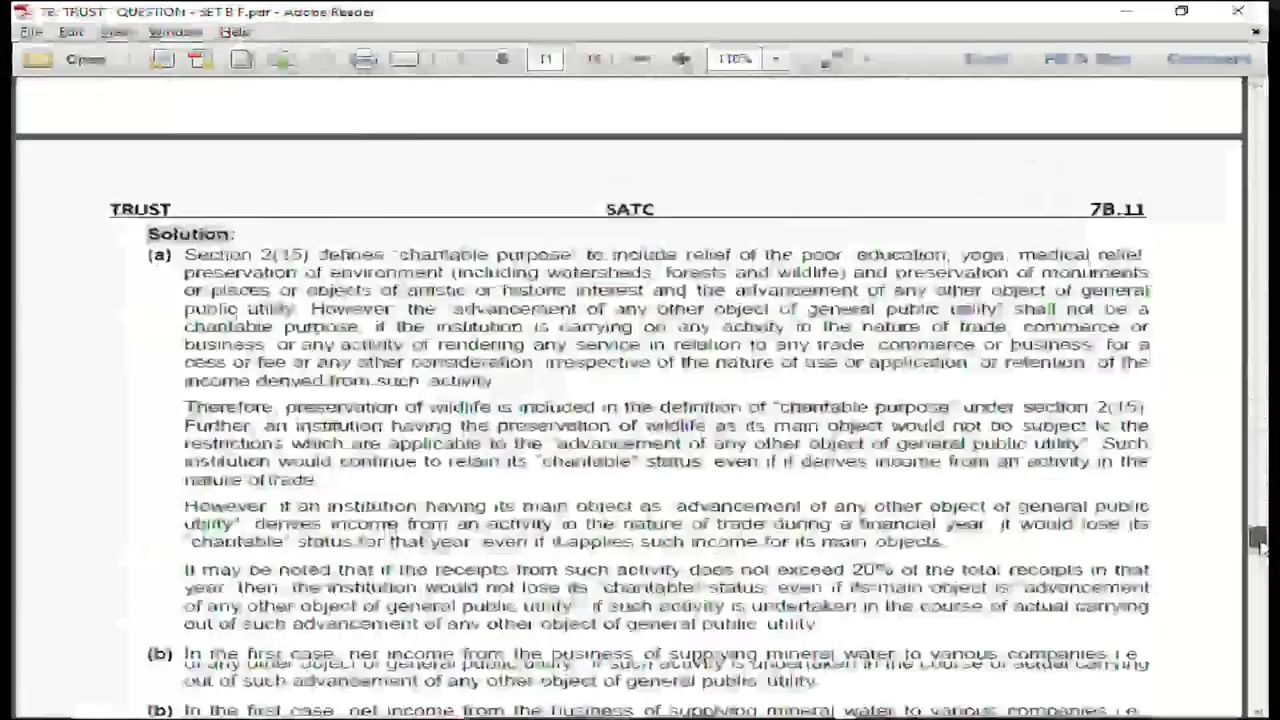 7B. TRUST - QUESTION - SET B F.pdf - Adobe Reader
File Edit View Window Help
Open 11 110%
TRUST SATC 7B.11
Solution:
(a) Section 2(15) defines "charitable purpose" to include relief of the poor, education, yoga, medical relief,
preservation of environment (including watersheds, forests and wildlife) and preservation of monuments
or places or objects of artistic or historic interest and the advancement of any other object of general
public utility. However, the "advancement of any other object of general public utility" shall not be a
charitable purpose, if the institution is carrying on any activity in the nature of trade, commerce or
business, or any activity of rendering any service in relation to any trade, commerce or business, for a
cess or fee or any other consideration, irrespective of the nature of use or application, or retention, of the
income derived from such activity.
Therefore, preservation of wildlife is included in the definition of "charitable purpose" under section 2(15).
Further, an institution having the preservation of wildlife as its main object would not be subject to the
restrictions which are applicable to the "advancement of any other object of general public utility". Such
institution would continue to retain its "charitable" status, even if it derives income from an activity in the
nature of trade.
However, if an institution having its main object as "advancement of any other object of general public
utility", derives income from an activity in the nature of trade during a financial year, it would lose its
"charitable" status for that year, even if it applies such income for its main objects.
It may be noted that if the receipts from such activity does not exceed 20% of the total receipts in that
year, then, the institution would not lose its "charitable" status, even if its main object is "advancement
of any other object of general public utility", if such activity is undertaken in the course of actual carrying
out of such advancement of any other object of general public utility.
(b) In the first case, net income from the business of supplying mineral water to various companies i.e.,
of any other object of general public utility", if such activity is undertaken in the course of actual carrying
out of such advancement of any other object of general public utility.
(b) In the first case, net income from the business of supplying mineral water to various companies i.e.,